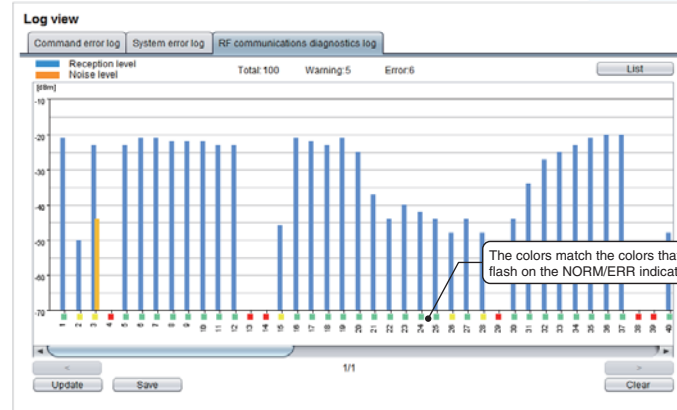 Log view
Command error log System error log RF communications diagnostics log
Reception level
Noise level
Total:100 Warning:5 Error:6
List
[dBm]
-10
-20
-30
-40
-50
-60
-70
The colors match the colors tha
flash on the NORM/ERR indicat
1 2 3 4 5 6 7 8 9 10 11 12 13 14 15 16 17 18 19 20 21 22 23 24 25 26 27 28 29 30 31 32 33 34 35 36 37 38 39 40
< 1/1 >
Update Save Clear